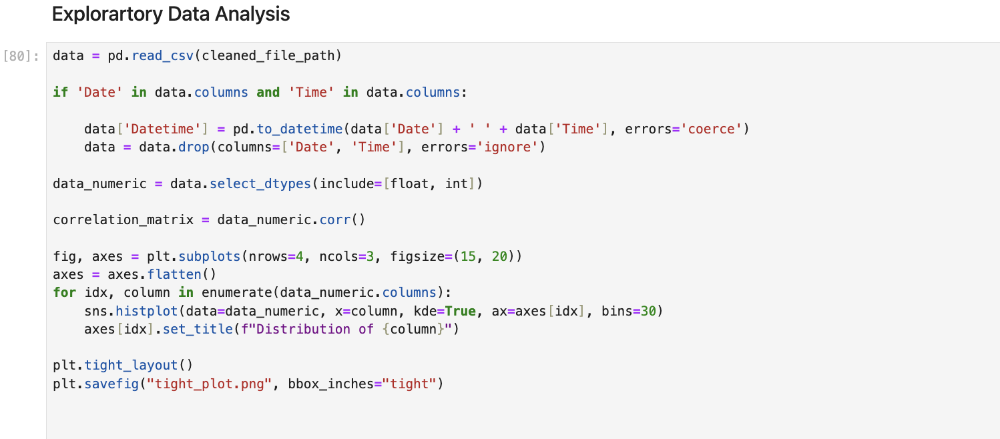 Explorartory Data Analysis
[80]:
data = pd.read_csv(cleaned_file_path)
if 'Date' in data.columns and 'Time' in data.columns:
    data['Datetime'] = pd.to_datetime(data['Date'] + ' ' + data['Time'], errors='coerce')
    data = data.drop(columns=['Date', 'Time'], errors='ignore')
data_numeric = data.select_dtypes(include=[float, int])
correlation_matrix = data_numeric.corr()
fig, axes = plt.subplots(nrows=4, ncols=3, figsize=(15, 20))
axes = axes.flatten()
for idx, column in enumerate(data_numeric.columns):
    sns.histplot(data=data_numeric, x=column, kde=True, ax=axes[idx], bins=30)
    axes[idx].set_title(f"Distribution of {column}")
plt.tight_layout()
plt.savefig("tight_plot.png", bbox_inches="tight")